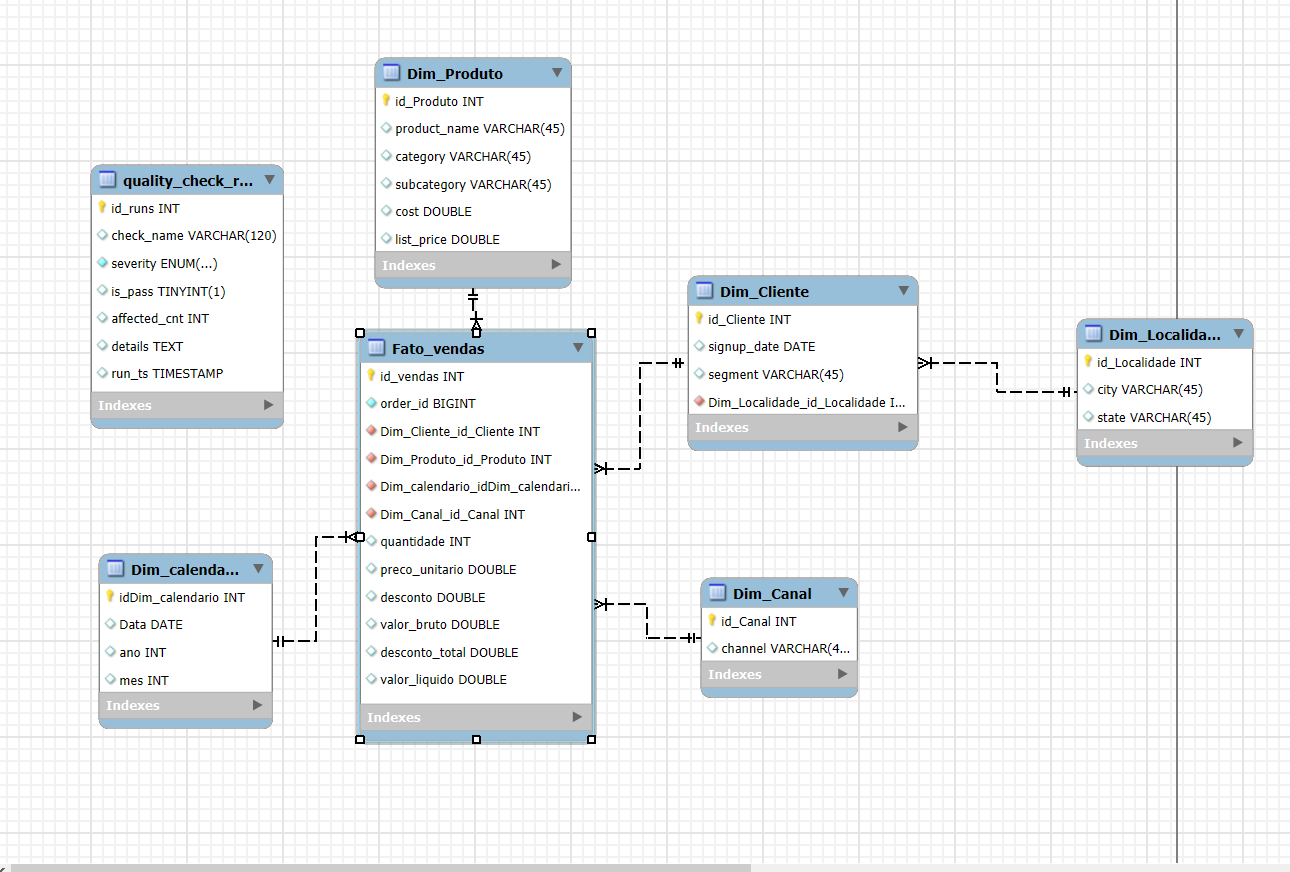 Dim_Produto
id_Produto INT
product_name VARCHAR(45)
category VARCHAR(45)
subcategory VARCHAR(45)
cost DOUBLE
list_price DOUBLE
Indexes
quality_check_r...
id_runs INT
check_name VARCHAR(120)
severity ENUM(...)
is_pass TINYINT(1)
affected_cnt INT
details TEXT
run_ts TIMESTAMP
Indexes
Fato_vendas
id_vendas INT
order_id BIGINT
Dim_Cliente_id_Cliente INT
Dim_Produto_id_Produto INT
Dim_calendario_idDim_calendari...
Dim_Canal_id_Canal INT
quantidade INT
preco_unitario DOUBLE
desconto DOUBLE
valor_bruto DOUBLE
desconto_total DOUBLE
valor_liquido DOUBLE
Indexes
Dim_Cliente
id_Cliente INT
signup_date DATE
segment VARCHAR(45)
Dim_Localidade_id_Localidade I...
Indexes
Dim_Localida...
id_Localidade INT
city VARCHAR(45)
state VARCHAR(45)
Indexes
Dim_calenda...
idDim_calendario INT
Data DATE
ano INT
mes INT
Indexes
Dim_Canal
id_Canal INT
channel VARCHAR(4...
Indexes